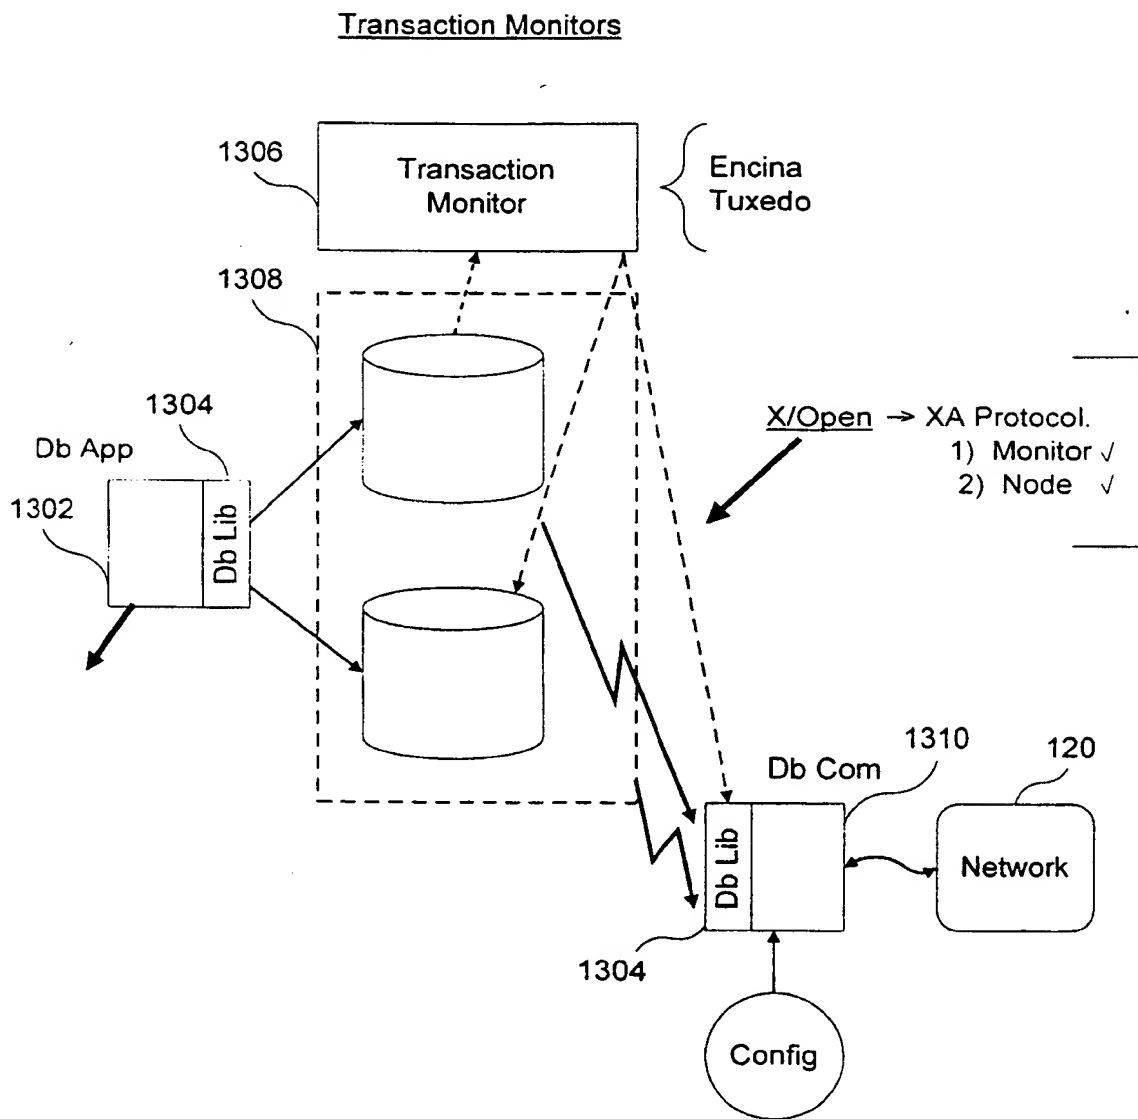 Transaction Monitors
1306
Transaction
Monitor
Encina
Tuxedo
1308
1304
Db App
1302
Db Lib
X/Open → XA Protocol.
1) Monitor √
2) Node √
Db Com
1310
120
Db Lib
Network
1304
Config